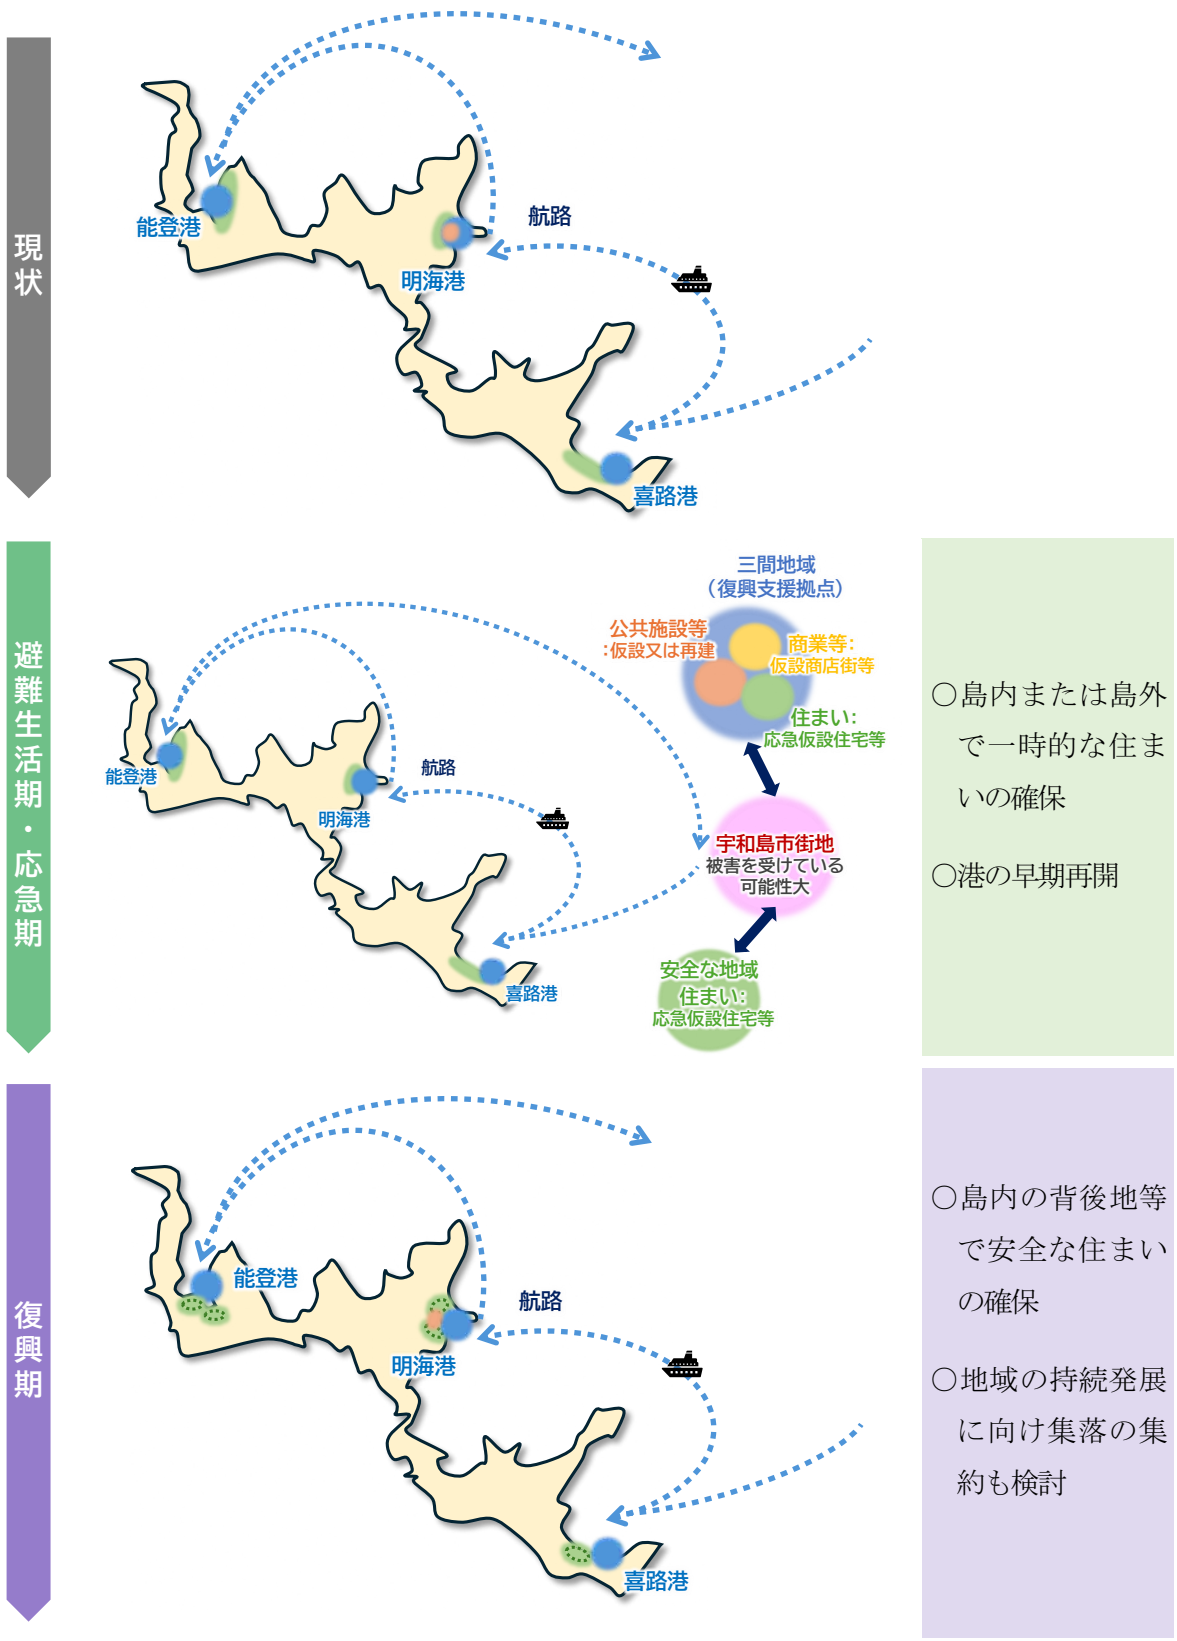 現状
能登港
明海港
航路
喜路港
避難生活期・応急期
能登港
明海港
航路
喜路港
三間地域
（復興支援拠点）
公共施設等
：仮設又は再建
商業等：
仮設商店街等
住まい：
応急仮設住宅等
宇和島市街地
被害を受けている
可能性大
安全な地域
住まい：
応急仮設住宅等
○島内または島外
で一時的な住ま
いの確保
○港の早期再開
復興期
能登港
明海港
航路
喜路港
○島内の背後地等
で安全な住まい
の確保
○地域の持続発展
に向け集落の集
約も検討